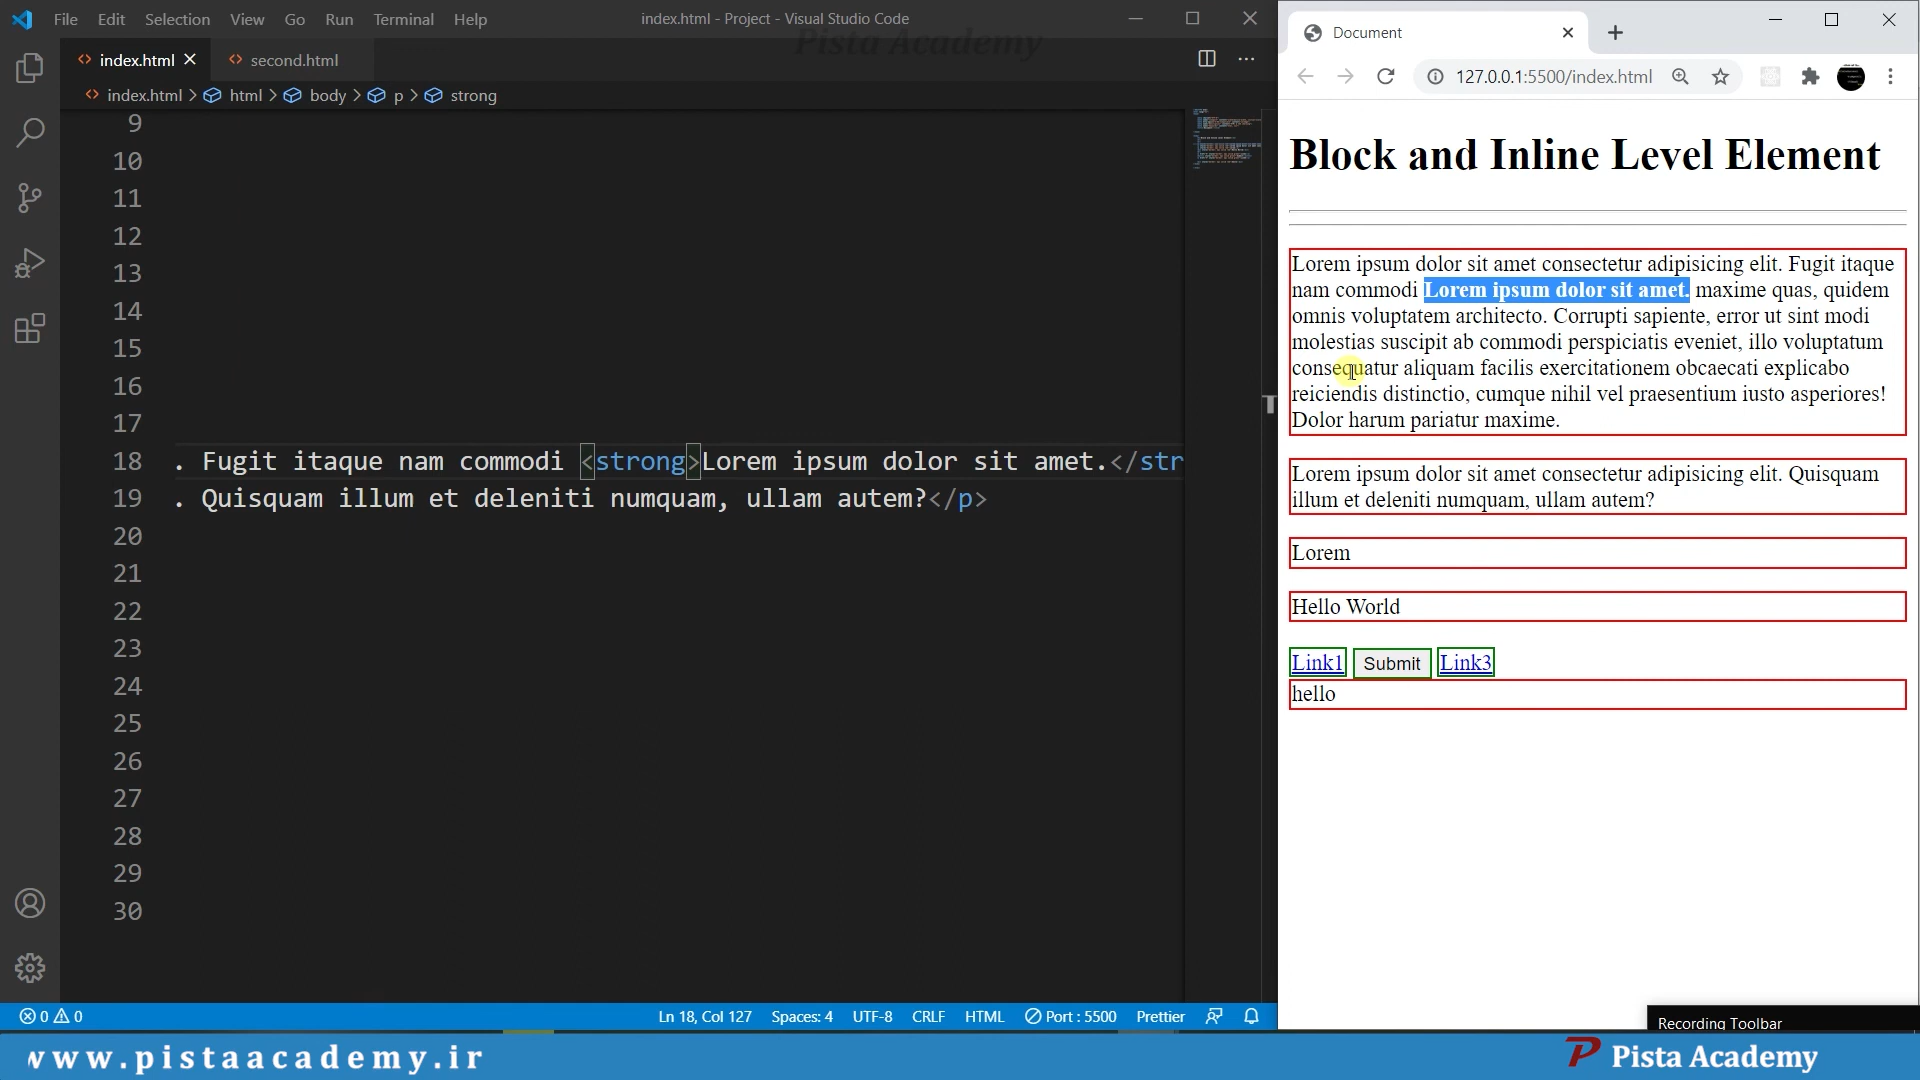 File Edit Selection View Go Run Terminal Help
index.html - Project - Visual Studio Code
Pista Academy
index.html
second.html
index.html > html > body > p > strong
9
10
11
12
13
14
15
16
17
18 . Fugit itaque nam commodi <strong>Lorem ipsum dolor sit amet.</str
19 . Quisquam illum et deleniti numquam, ullam autem?</p>
20
21
22
23
24
25
26
27
28
29
30
0 0
Ln 18, Col 127 Spaces: 4 UTF-8 CRLF HTML Port : 5500 Prettier
Document
127.0.0.1:5500/index.html
Block and Inline Level Element
Lorem ipsum dolor sit amet consectetur adipisicing elit. Fugit itaque
nam commodi Lorem ipsum dolor sit amet. maxime quas, quidem
omnis voluptatem architecto. Corrupti sapiente, error ut sint modi
molestias suscipit ab commodi perspiciatis eveniet, illo voluptatum
consequatur aliquam facilis exercitationem obcaecati explicabo
reiciendis distinctio, cumque nihil vel praesentium iusto asperiores!
Dolor harum pariatur maxime.
Lorem ipsum dolor sit amet consectetur adipisicing elit. Quisquam
illum et deleniti numquam, ullam autem?
Lorem
Hello World
Link1 Submit Link3
hello
Recording Toolbar
www.pistaacademy.ir
Pista Academy